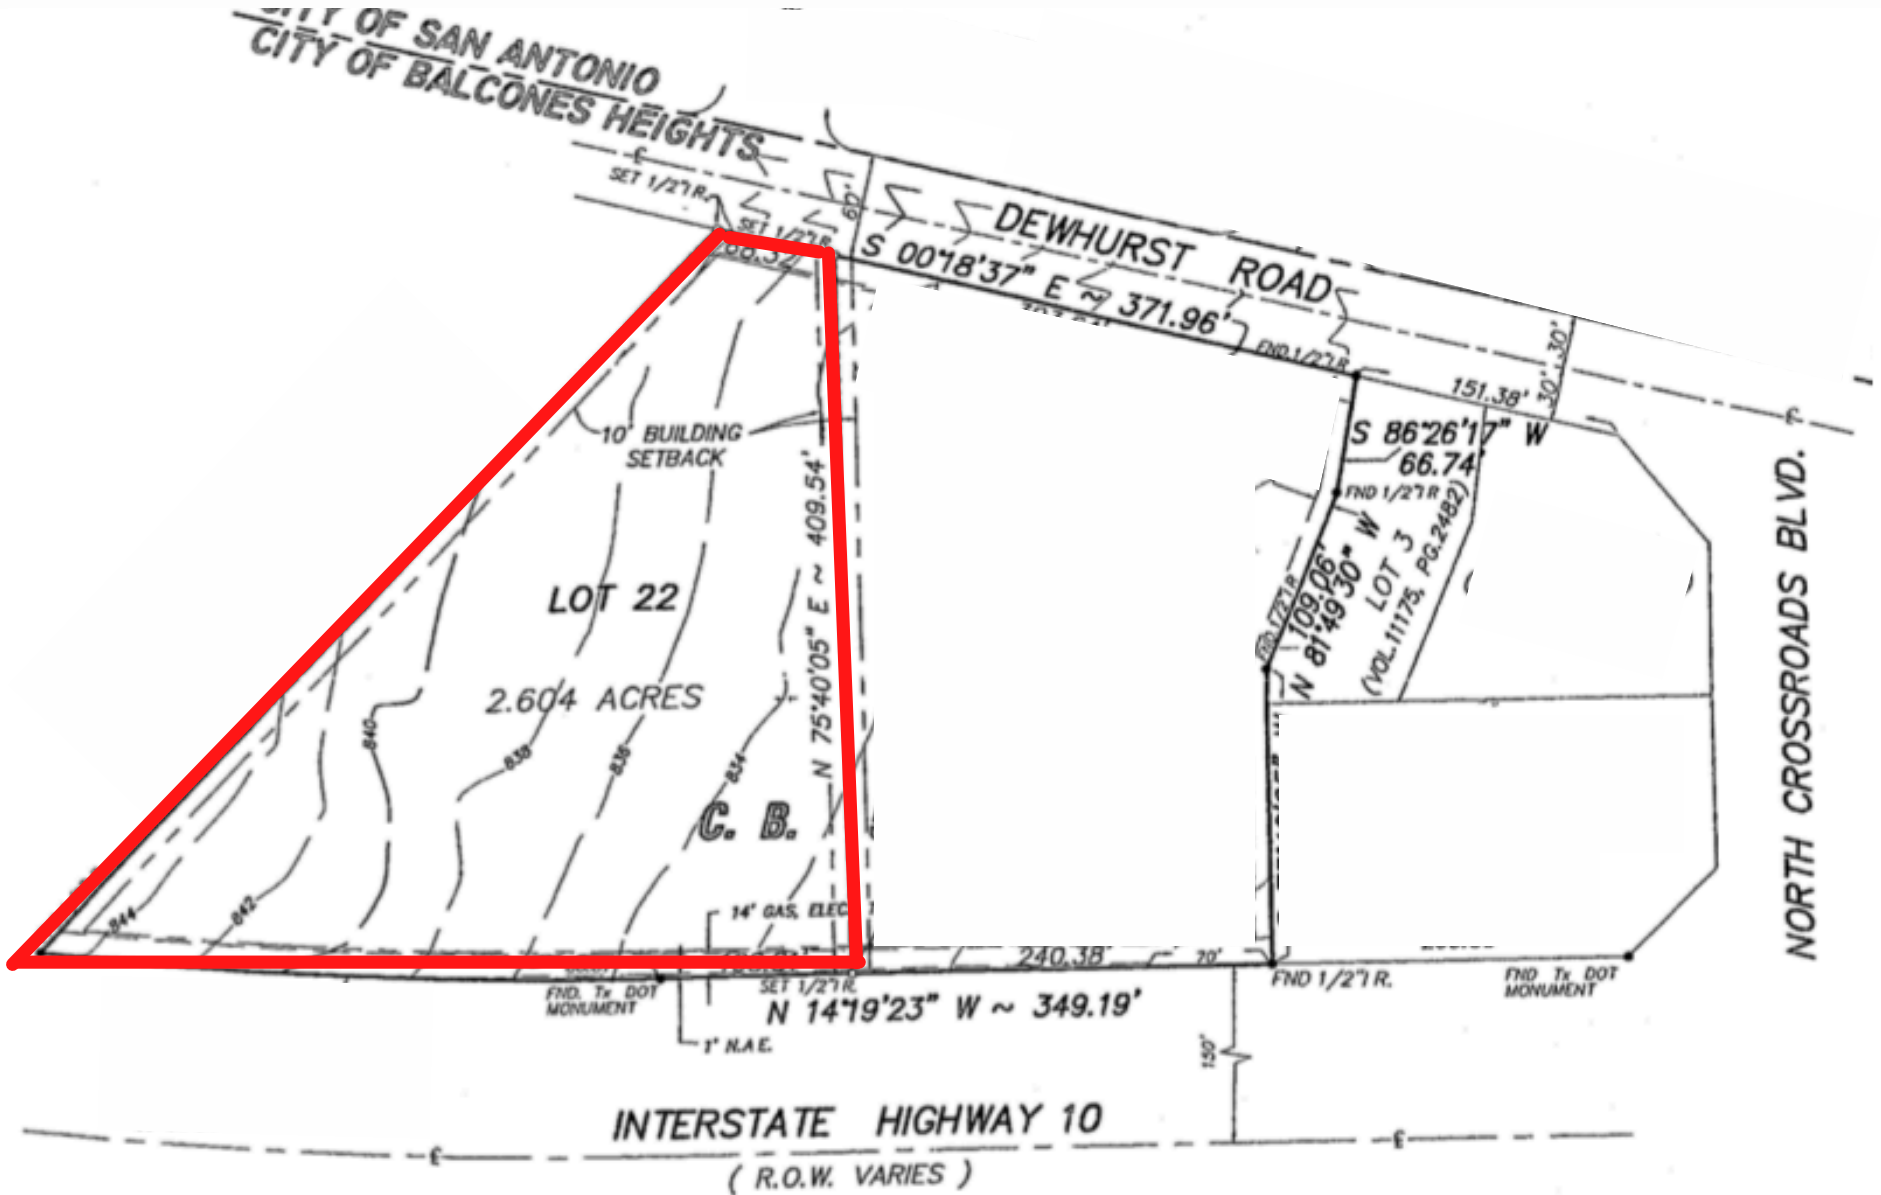 CITY OF SAN ANTONIO
CITY OF BALCONES HEIGHTS
SET 1/2" I.R.
SET 1/2" I.R.
60'
DEWHURST ROAD
S 00°18'37" E ~ 371.96'
FND. 1/2" I.R.
151.38'
30' 30'
S 86°26'17" W
66.74'
FND 1/2" I.R.
10' BUILDING
SETBACK
N 75°40'05" E ~ 409.54'
LOT 22
2.604 ACRES
109.06'
N 81°49'30" W
LOT 3
(VOL.11175, PG.2482)
FND. 1/2" I.R.
NORTH CROSSROADS BLVD.
840
838
836
834
C. B.
844
842
14' GAS, ELEC
240.38'
70'
FND. Tx DOT
MONUMENT
SET 1/2" I.R.
N 14°19'23" W ~ 349.19'
FND 1/2" I.R.
FND Tx DOT
MONUMENT
1' N.A.E.
150'
INTERSTATE HIGHWAY 10
( R.O.W. VARIES )